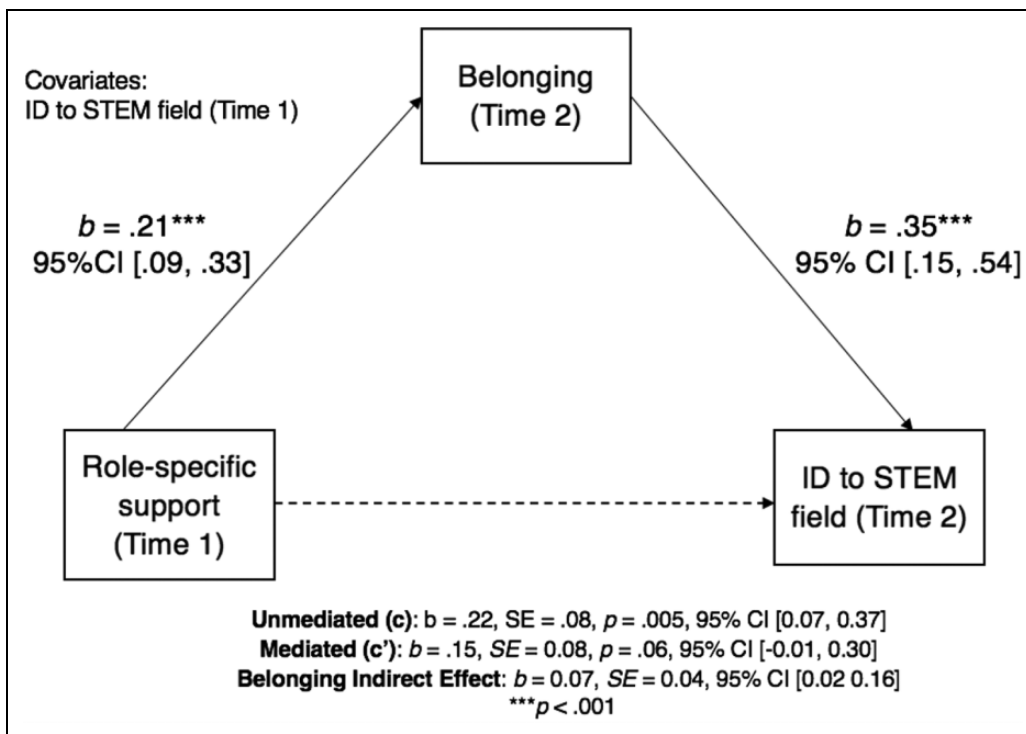 Covariates:
ID to STEM field (Time 1)
Belonging
(Time 2)
b = .21***
95%CI [.09, .33]
b = .35***
95% CI [.15, .54]
Role-specific
support
(Time 1)
ID to STEM
field (Time 2)
Unmediated (c): b = .22, SE = .08, p = .005, 95% CI [0.07, 0.37]
Mediated (c'): b = .15, SE = 0.08, p = .06, 95% CI [-0.01, 0.30]
Belonging Indirect Effect: b = 0.07, SE = 0.04, 95% CI [0.02 0.16]
***p < .001